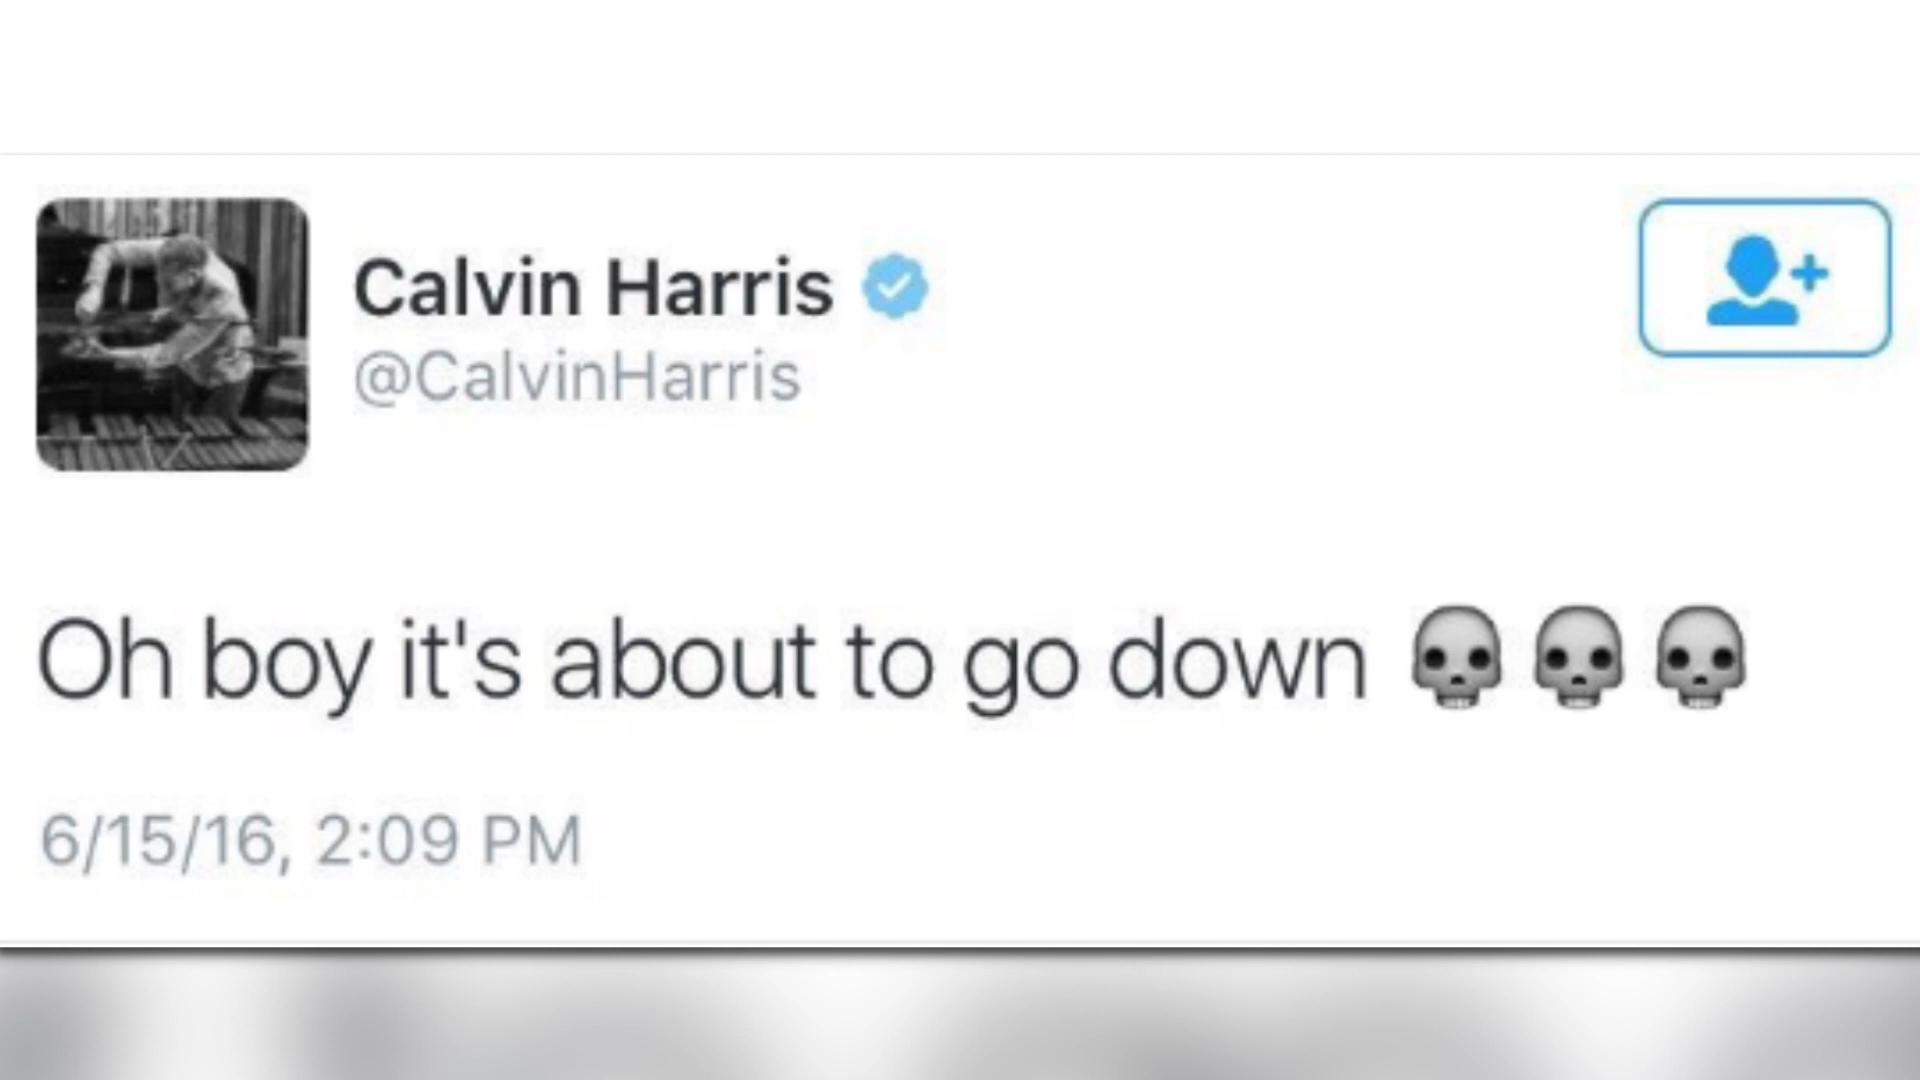 Calvin Harris
@CalvinHarris
Oh boy it's about to go down 💀💀💀
6/15/16, 2:09 PM